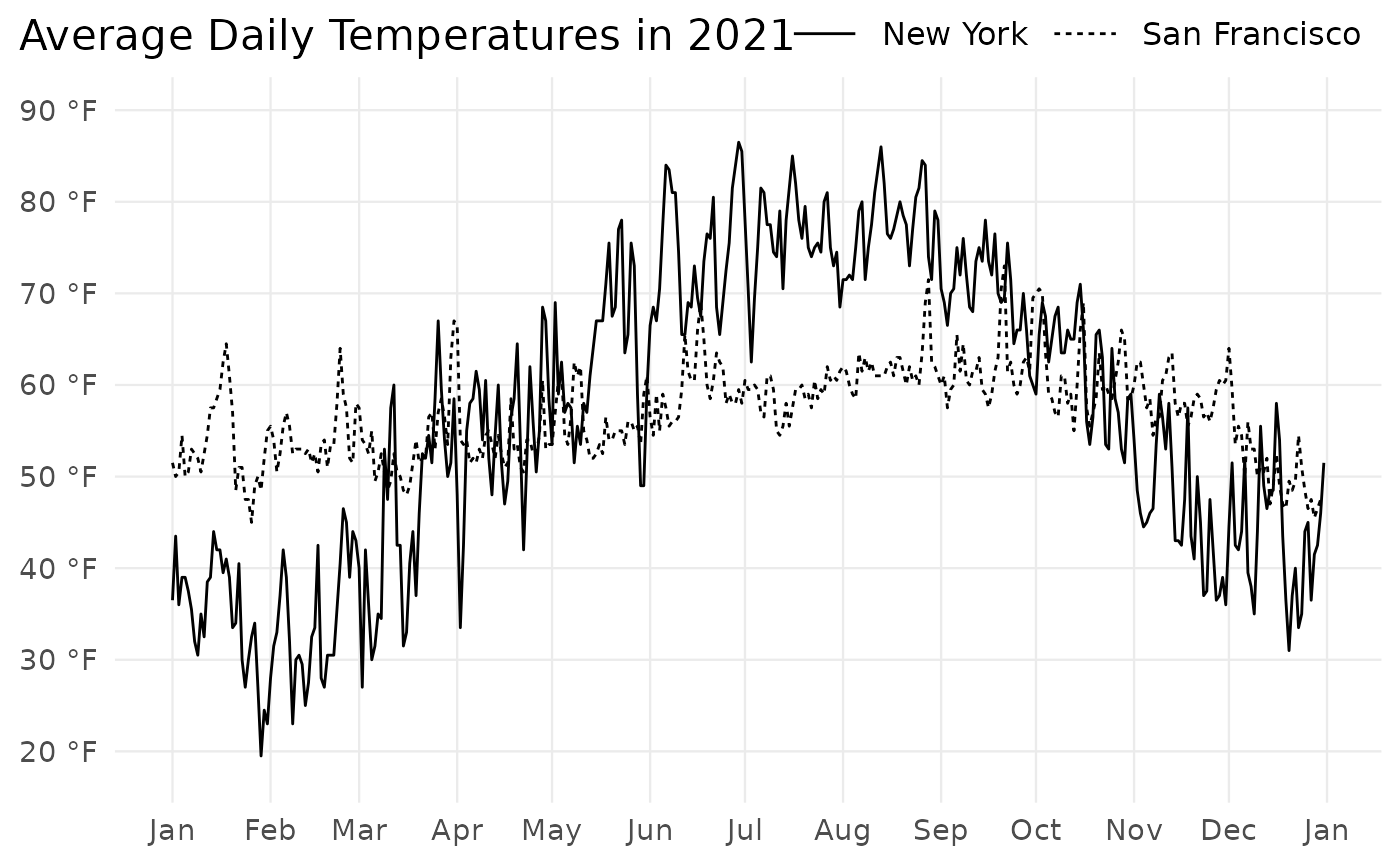 Average Daily Temperatures in 2021 New York San Francisco
90 °F
80 °F
70 °F
60 °F
50 °F
40 °F
30 °F
20 °F
Jan Feb Mar Apr May Jun Jul Aug Sep Oct Nov Dec Jan